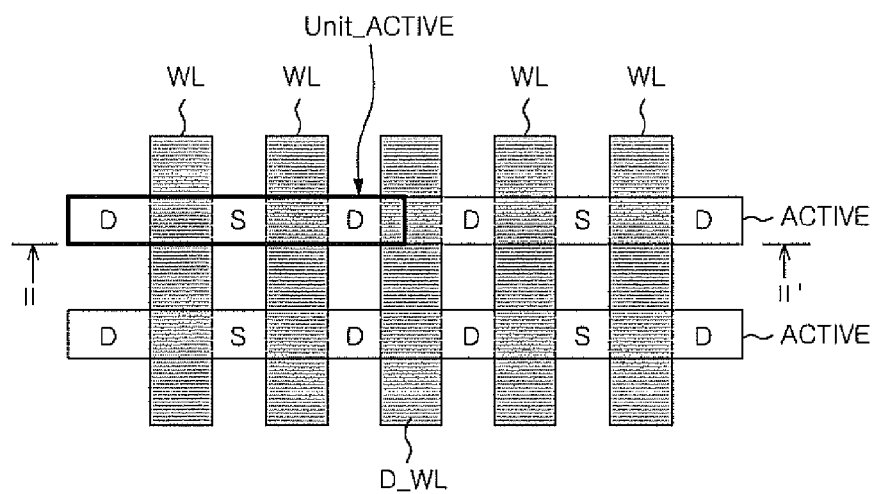 Unit_ACTIVE
WL WL WL WL
D S D D S D ACTIVE
II II'
D S D D S D ACTIVE
D_WL